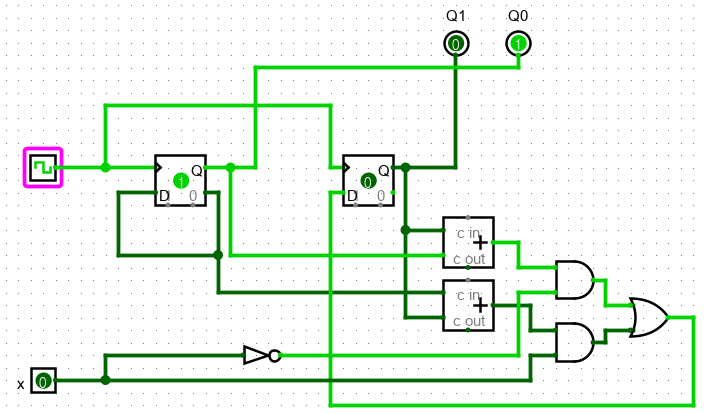 Q1 Q0
0 1
Q Q
1 0
D 0 D 0
c in
+
c out
c in
+
c out
x 0